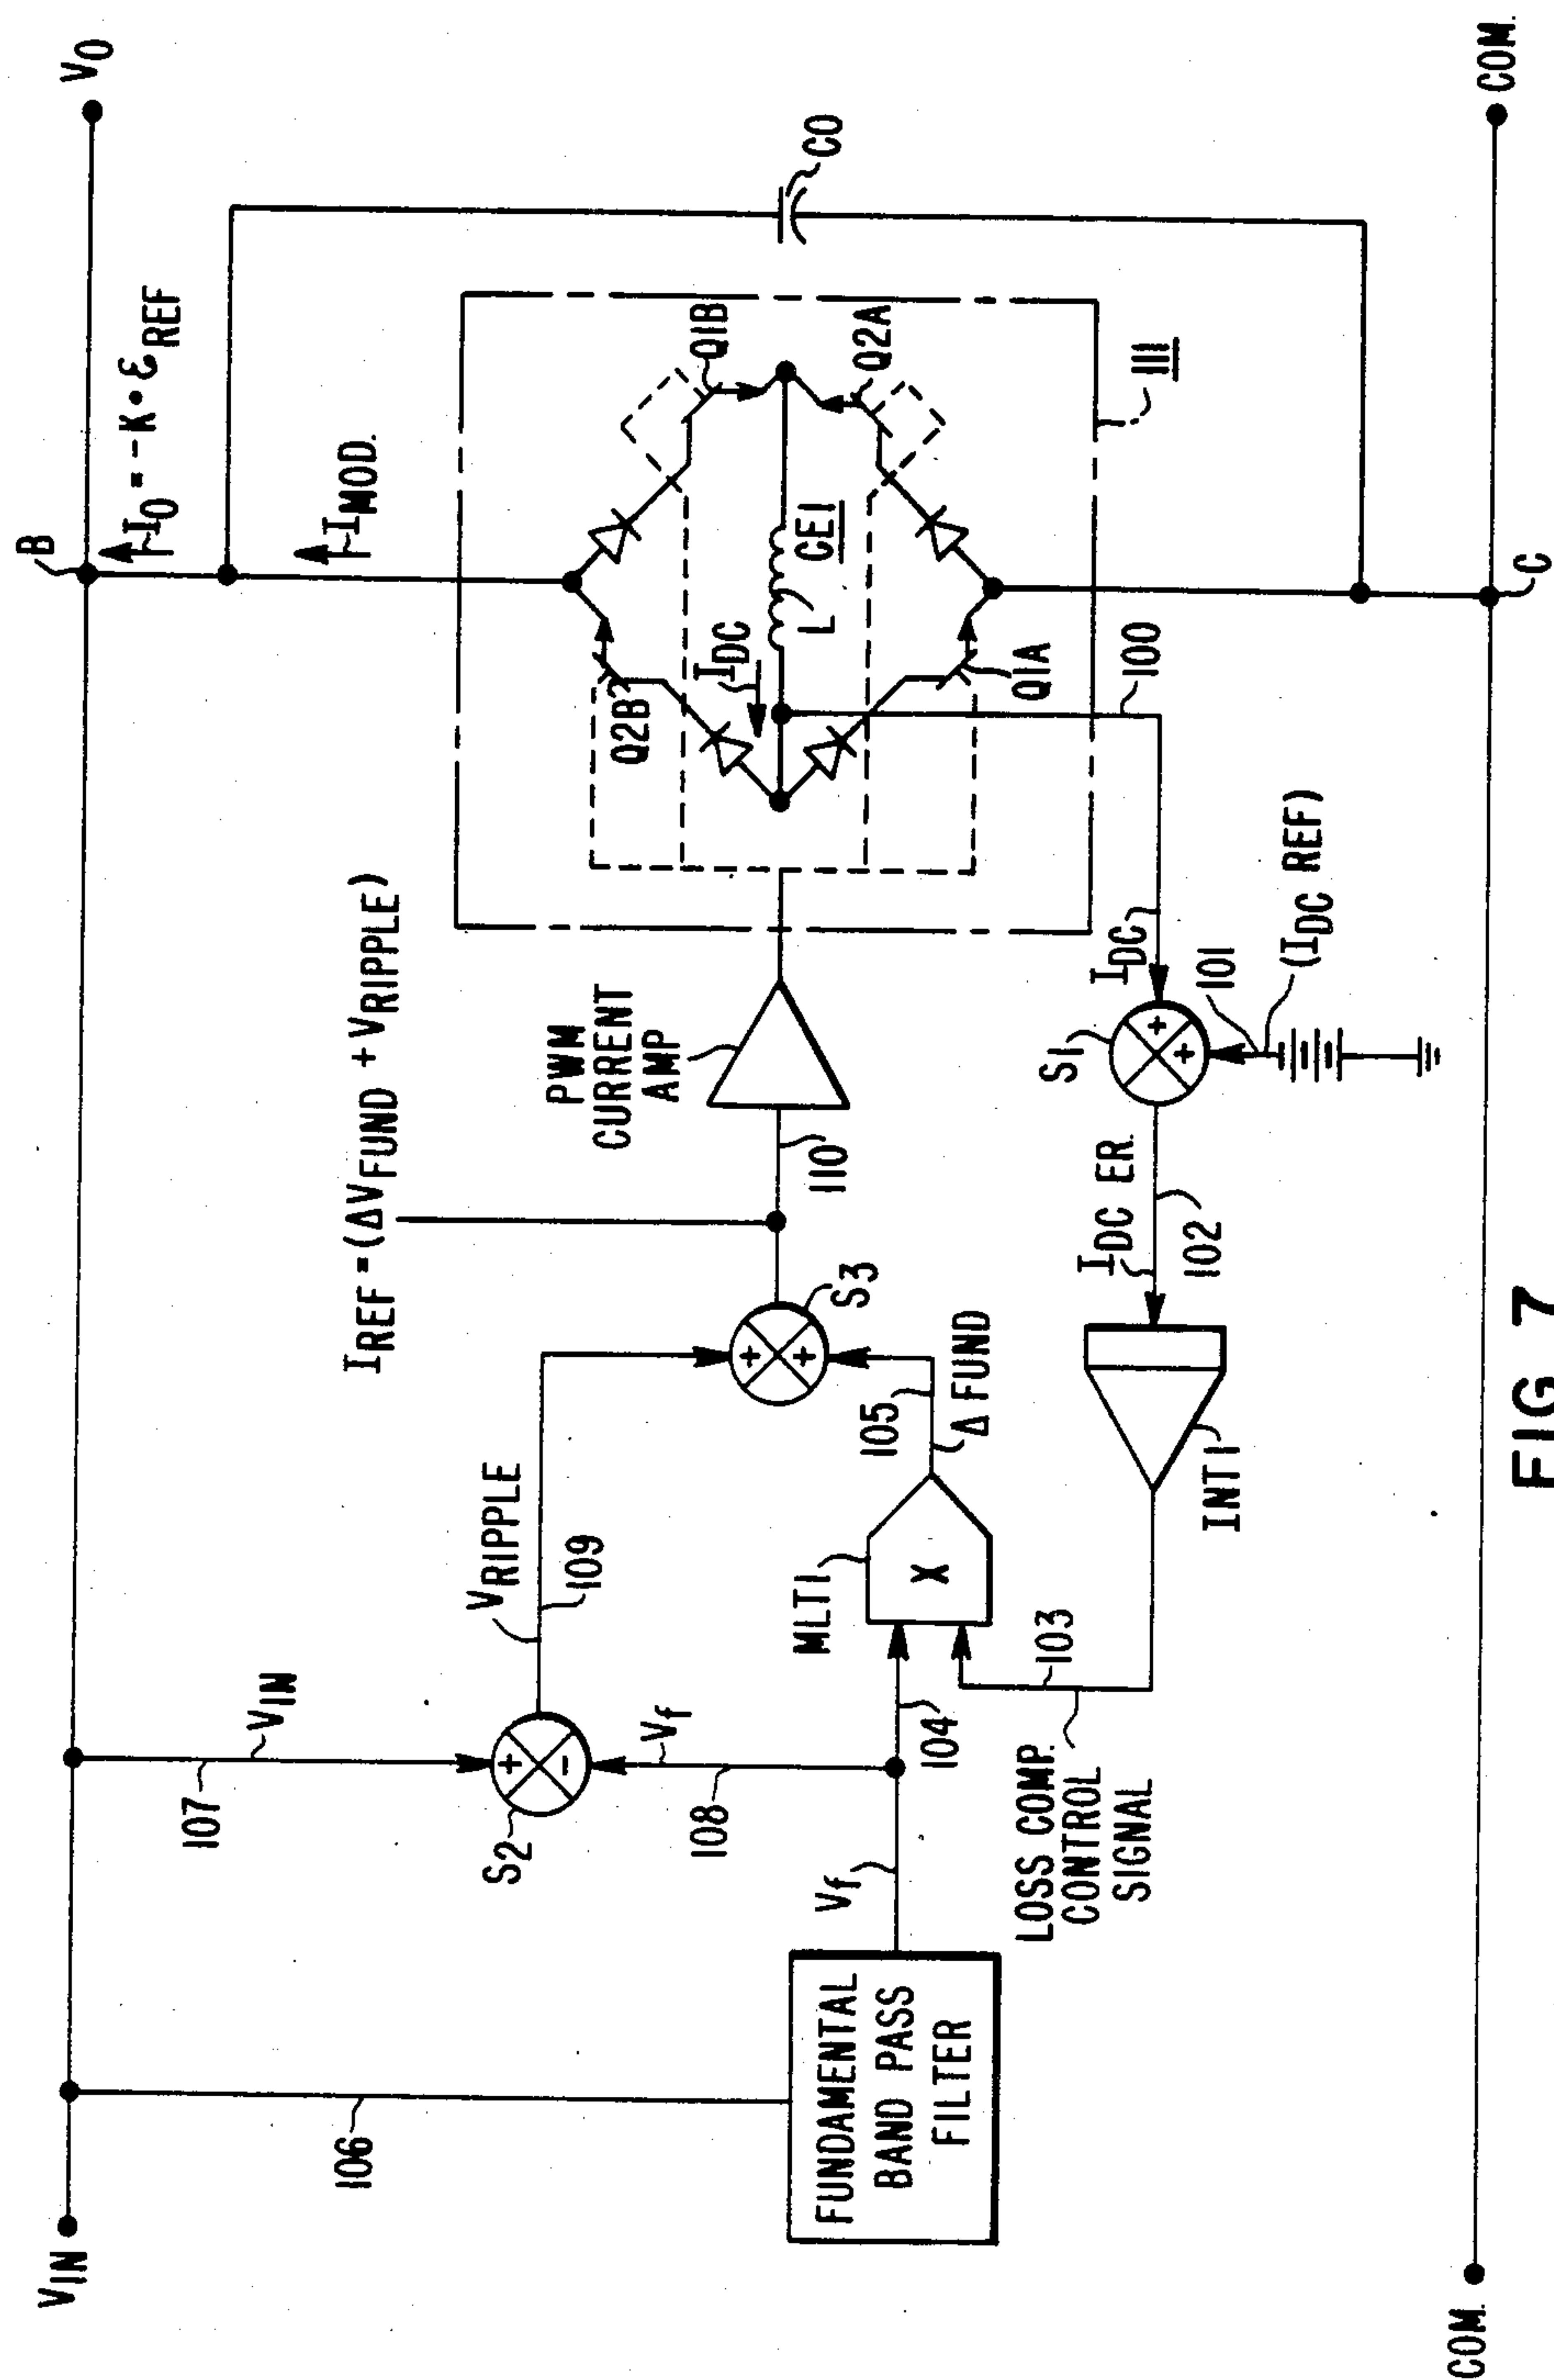 VIN
VO
B
IO = -K • εREF
IMOD.
106
107
VIN
S2
+
-
Vf
108
VRIPPLE
109
IREF = (ΔVFUND + VRIPPLE)
FUNDAMENTAL
BAND PASS
FILTER
Vf
104
MLT1
X
105
Δ FUND
+
+
S3
110
PWM
CURRENT
AMP
Q2B
Q1B
IDC
L
CE1
Q1A
Q2A
III
CO
100
LOSS COMP.
CONTROL
SIGNAL
103
INT1
IDC ER.
102
S1
+
+
IDC
101
(IDC REF)
C
COM.
COM.
FIG. 7